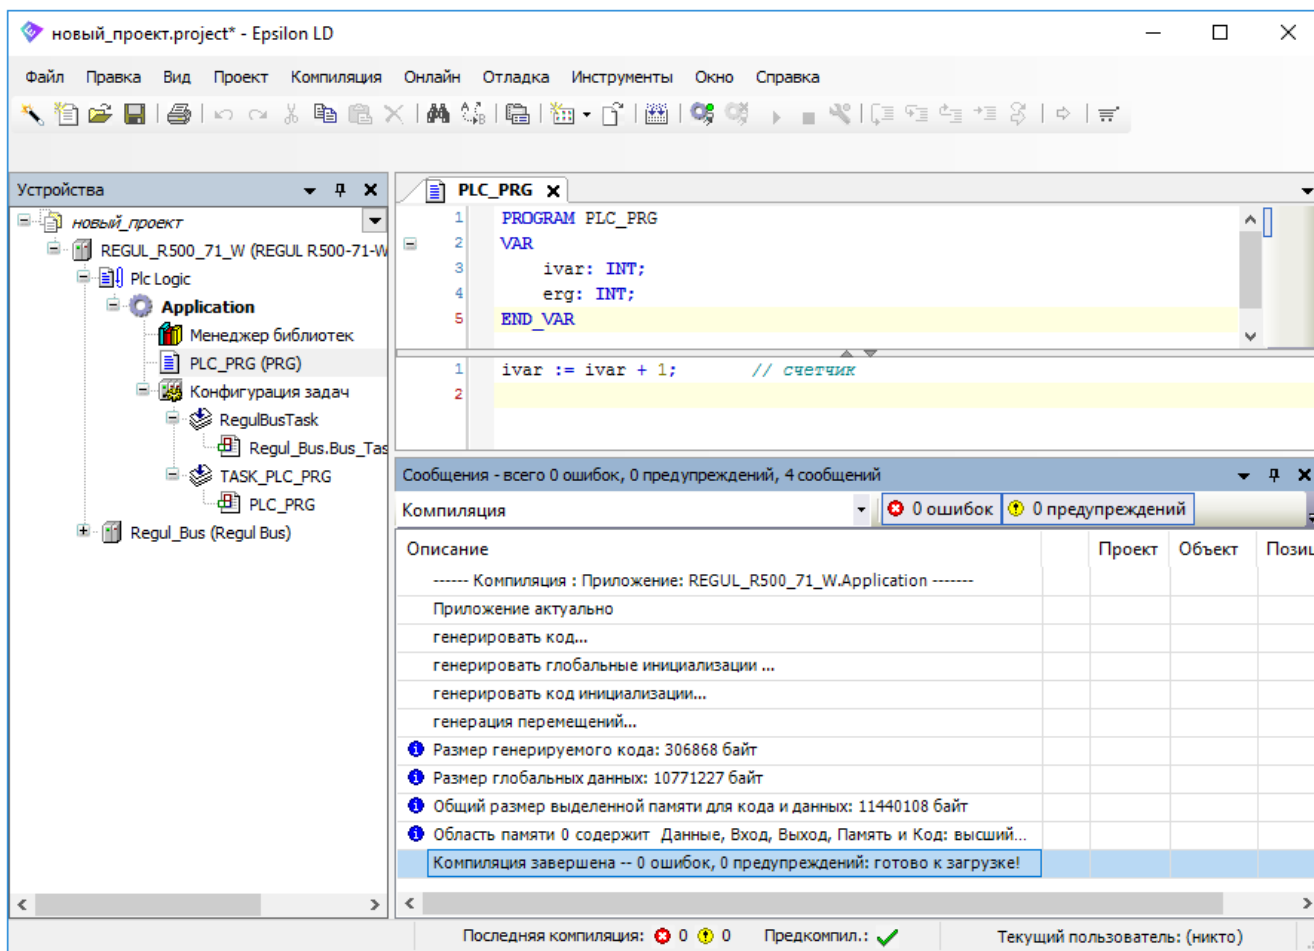 новый_проект.project* - Epsilon LD
Файл Правка Вид Проект Компиляция Онлайн Отладка Инструменты Окно Справка
Устройства
новый_проект
REGUL_R500_71_W (REGUL R500-71-W
Plc Logic
Application
Менеджер библиотек
PLC_PRG (PRG)
Конфигурация задач
RegulBusTask
Regul_Bus.Bus_Tas
TASK_PLC_PRG
PLC_PRG
Regul_Bus (Regul Bus)
PLC_PRG
1 PROGRAM PLC_PRG
2 VAR
3 ivar: INT;
4 erg: INT;
5 END_VAR
1 ivar := ivar + 1; // счетчик
2
Сообщения - всего 0 ошибок, 0 предупреждений, 4 сообщений
Компиляция 0 ошибок 0 предупреждений
Описание Проект Объект Позиц
------ Компиляция : Приложение: REGUL_R500_71_W.Application -------
Приложение актуально
генерировать код...
генерировать глобальные инициализации ...
генерировать код инициализации...
генерация перемещений...
Размер генерируемого кода: 306868 байт
Размер глобальных данных: 10771227 байт
Общий размер выделенной памяти для кода и данных: 11440108 байт
Область памяти 0 содержит Данные, Вход, Выход, Память и Код: высший...
Компиляция завершена -- 0 ошибок, 0 предупреждений: готово к загрузке!
Последняя компиляция: 0 0 Предкомпил.: Текущий пользователь: (никто)